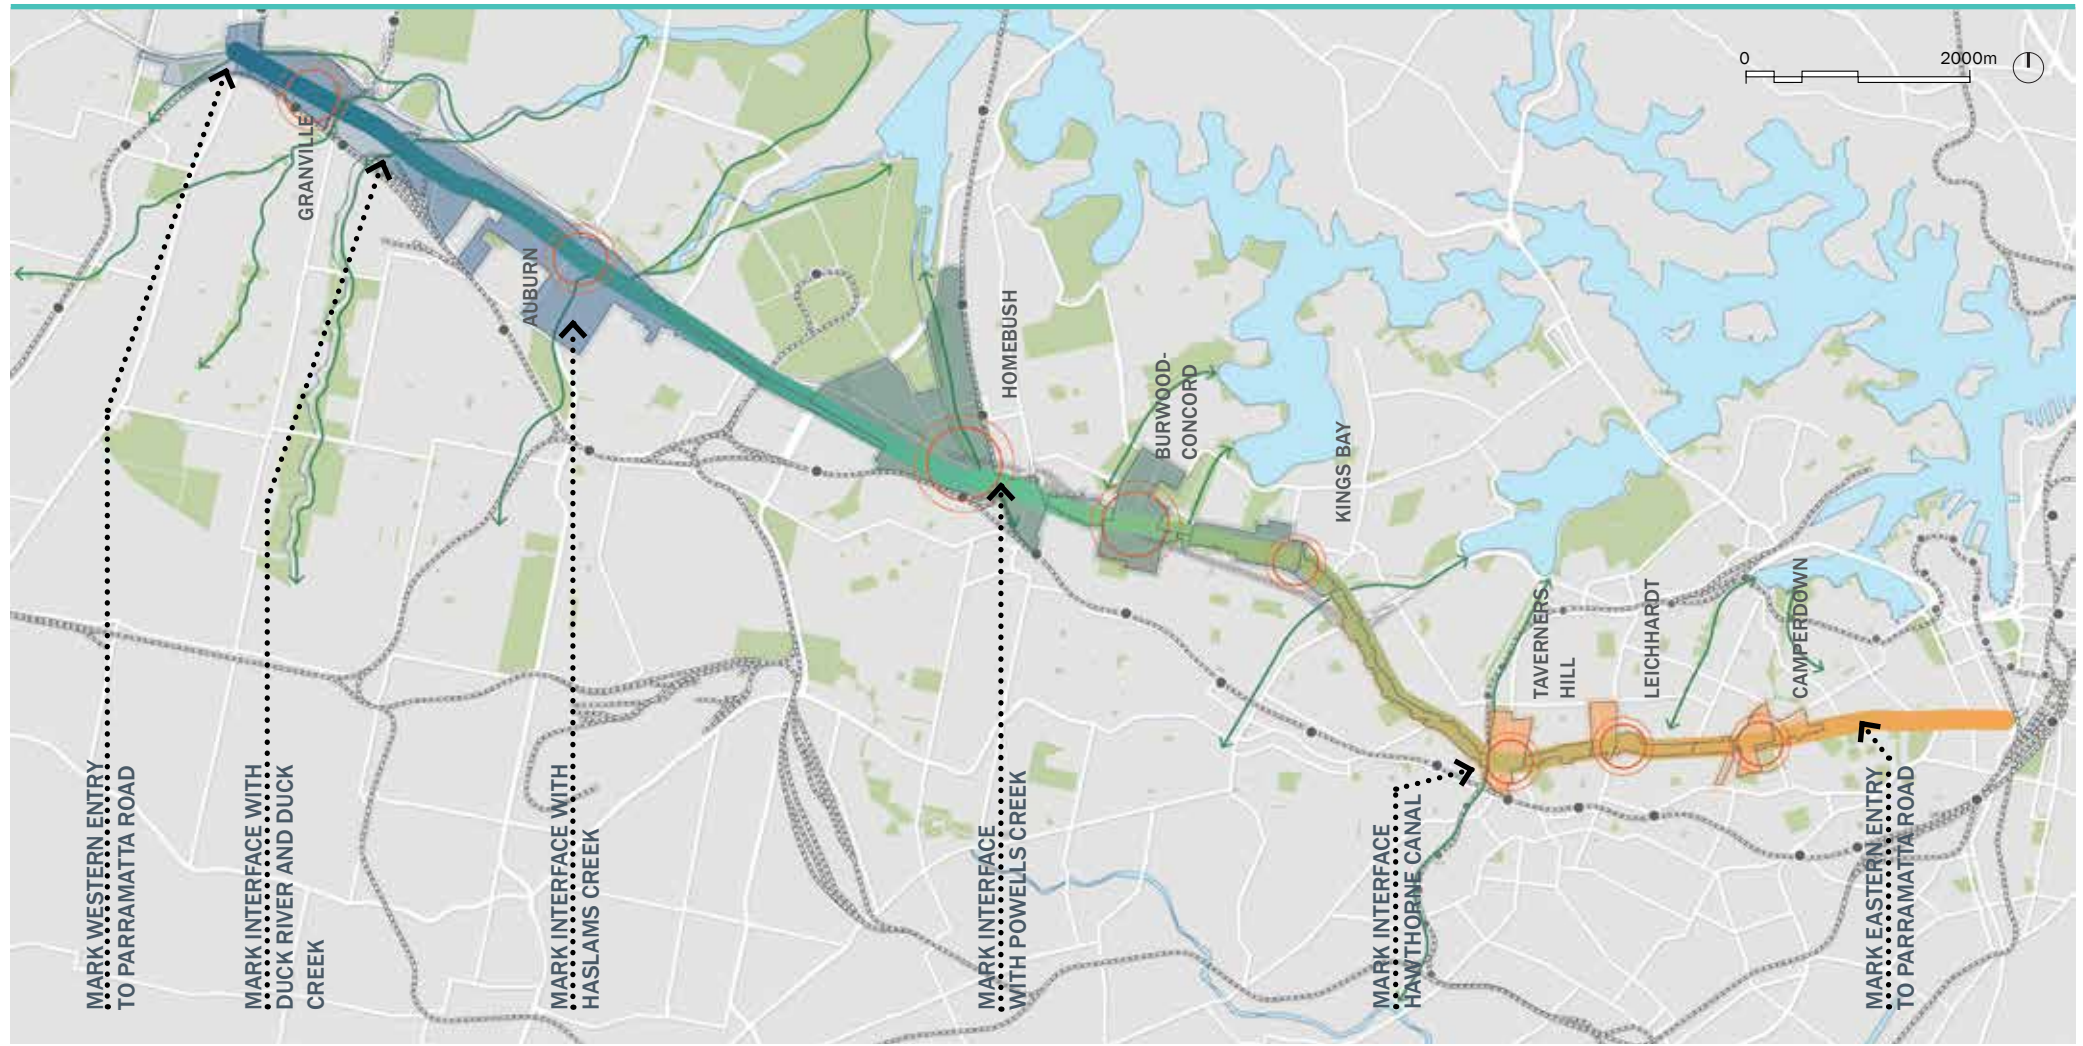 0
2000m
GRANVILLE
AUBURN
HOMEBUSH
BURWOOD-
CONCORD
KINGS BAY
TAVERNERS
HILL
LEICHHARDT
CAMPERDOWN
MARK WESTERN ENTRY
TO PARRAMATTA ROAD
MARK INTERFACE WITH
DUCK RIVER AND DUCK
CREEK
MARK INTERFACE WITH
HASLAMS CREEK
MARK INTERFACE
WITH POWELLS CREEK
MARK INTERFACE
HAWTHORNE CANAL
MARK EASTERN ENTRY
TO PARRAMATTA ROAD